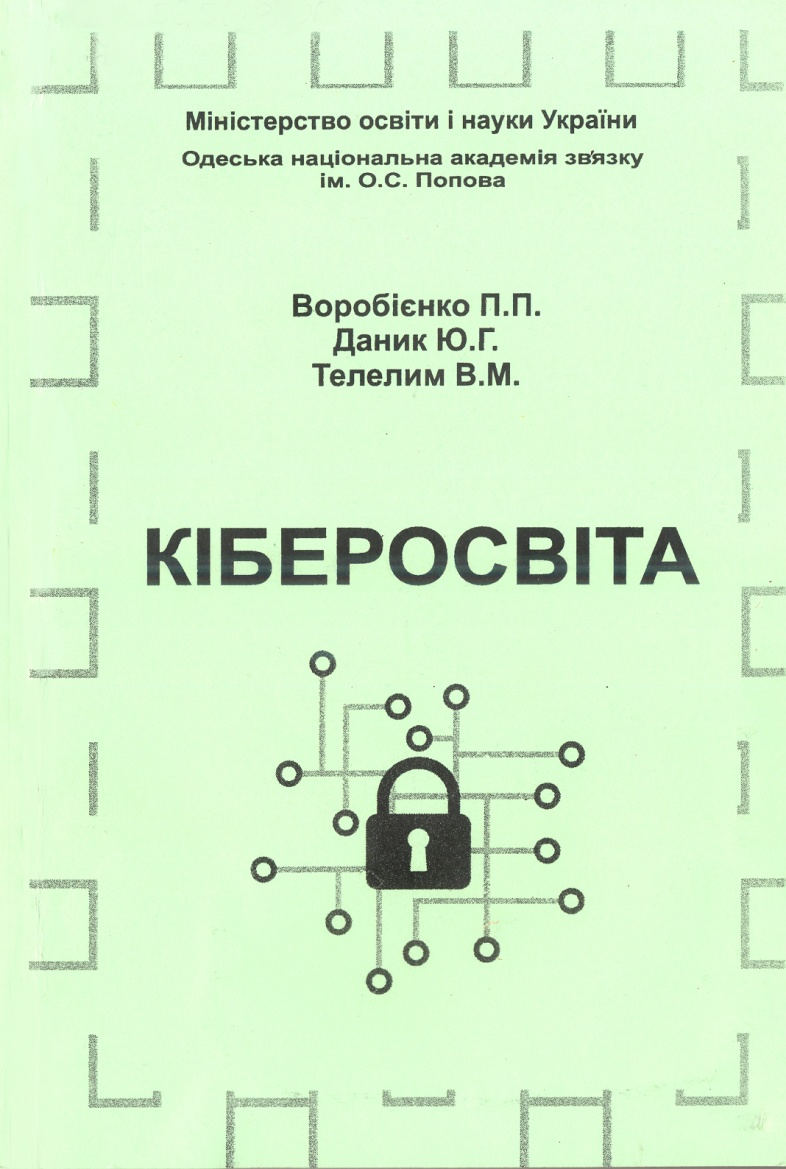 Міністерство освіти і науки України
Одеська національна академія зв'язку
ім. О.С. Попова
Воробієнко П.П.
Даник Ю.Г.
Телелим В.М.
КІБЕРОСВІТА